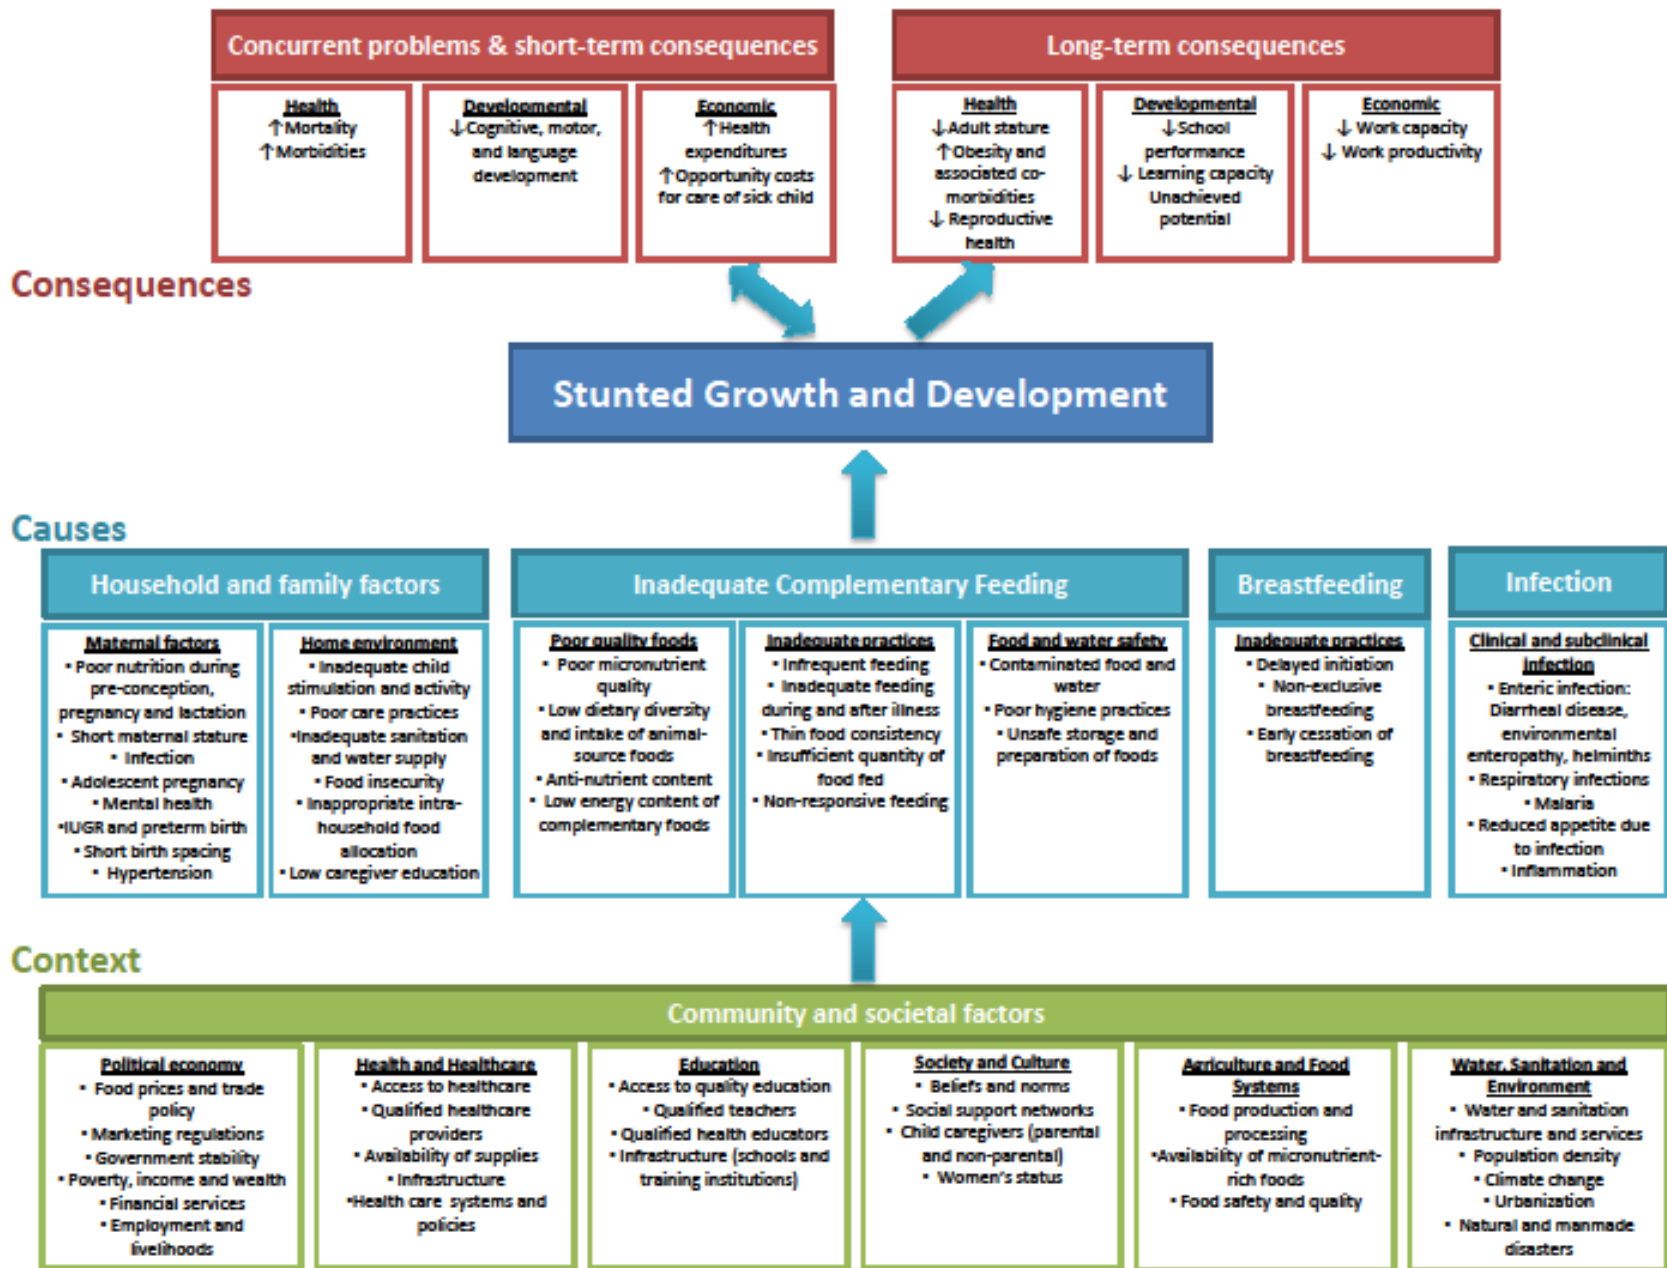 Concurrent problems & short-term consequences
Health
↑Mortality
↑Morbidities
Developmental
↓Cognitive, motor,
and language
development
Economic
↑Health
expenditures
↑Opportunity costs
for care of sick child
Long-term consequences
Health
↓Adult stature
↑Obesity and
associated co-
morbidities
↓Reproductive
health
Developmental
↓School
performance
↓ Learning capacity
Unachieved
potential
Economic
↓ Work capacity
↓ Work productivity
Consequences
Stunted Growth and Development
Causes
Household and family factors
Maternal factors
▪ Poor nutrition during
pre-conception,
pregnancy and lactation
▪ Short maternal stature
▪ Infection
▪ Adolescent pregnancy
▪ Mental health
▪IUGR and preterm birth
▪ Short birth spacing
▪ Hypertension
Home environment
▪ Inadequate child
stimulation and activity
▪ Poor care practices
▪Inadequate sanitation
and water supply
▪ Food insecurity
▪ Inappropriate intra-
household food
allocation
▪ Low caregiver education
Inadequate Complementary Feeding
Poor quality foods
▪ Poor micronutrient
quality
▪ Low dietary diversity
and intake of animal-
source foods
▪ Anti-nutrient content
▪ Low energy content of
complementary foods
Inadequate practices
▪ Infrequent feeding
▪ Inadequate feeding
during and after illness
▪ Thin food consistency
▪ Insufficient quantity of
food fed
▪ Non-responsive feeding
Food and water safety
▪ Contaminated food and
water
▪ Poor hygiene practices
▪ Unsafe storage and
preparation of foods
Breastfeeding
Inadequate practices
▪ Delayed initiation
▪ Non-exclusive
breastfeeding
▪ Early cessation of
breastfeeding
Infection
Clinical and subclinical
infection
▪ Enteric infection:
Diarrheal disease,
environmental
enteropathy, helminths
▪ Respiratory infections
▪ Malaria
▪ Reduced appetite due
to infection
▪ Inflammation
Context
Community and societal factors
Political economy
▪ Food prices and trade
policy
▪ Marketing regulations
▪ Government stability
▪ Poverty, income and wealth
▪ Financial services
▪ Employment and
livelihoods
Health and Healthcare
▪ Access to healthcare
▪ Qualified healthcare
providers
▪ Availability of supplies
▪ Infrastructure
▪Health care systems and
policies
Education
▪ Access to quality education
▪ Qualified teachers
▪ Qualified health educators
▪ Infrastructure (schools and
training institutions)
Society and Culture
▪ Beliefs and norms
▪ Social support networks
▪ Child caregivers (parental
and non-parental)
▪ Women's status
Agriculture and Food
Systems
▪ Food production and
processing
▪Availability of micronutrient-
rich foods
▪ Food safety and quality
Water, Sanitation and
Environment
▪ Water and sanitation
infrastructure and services
▪ Population density
▪ Climate change
▪ Urbanization
▪ Natural and manmade
disasters